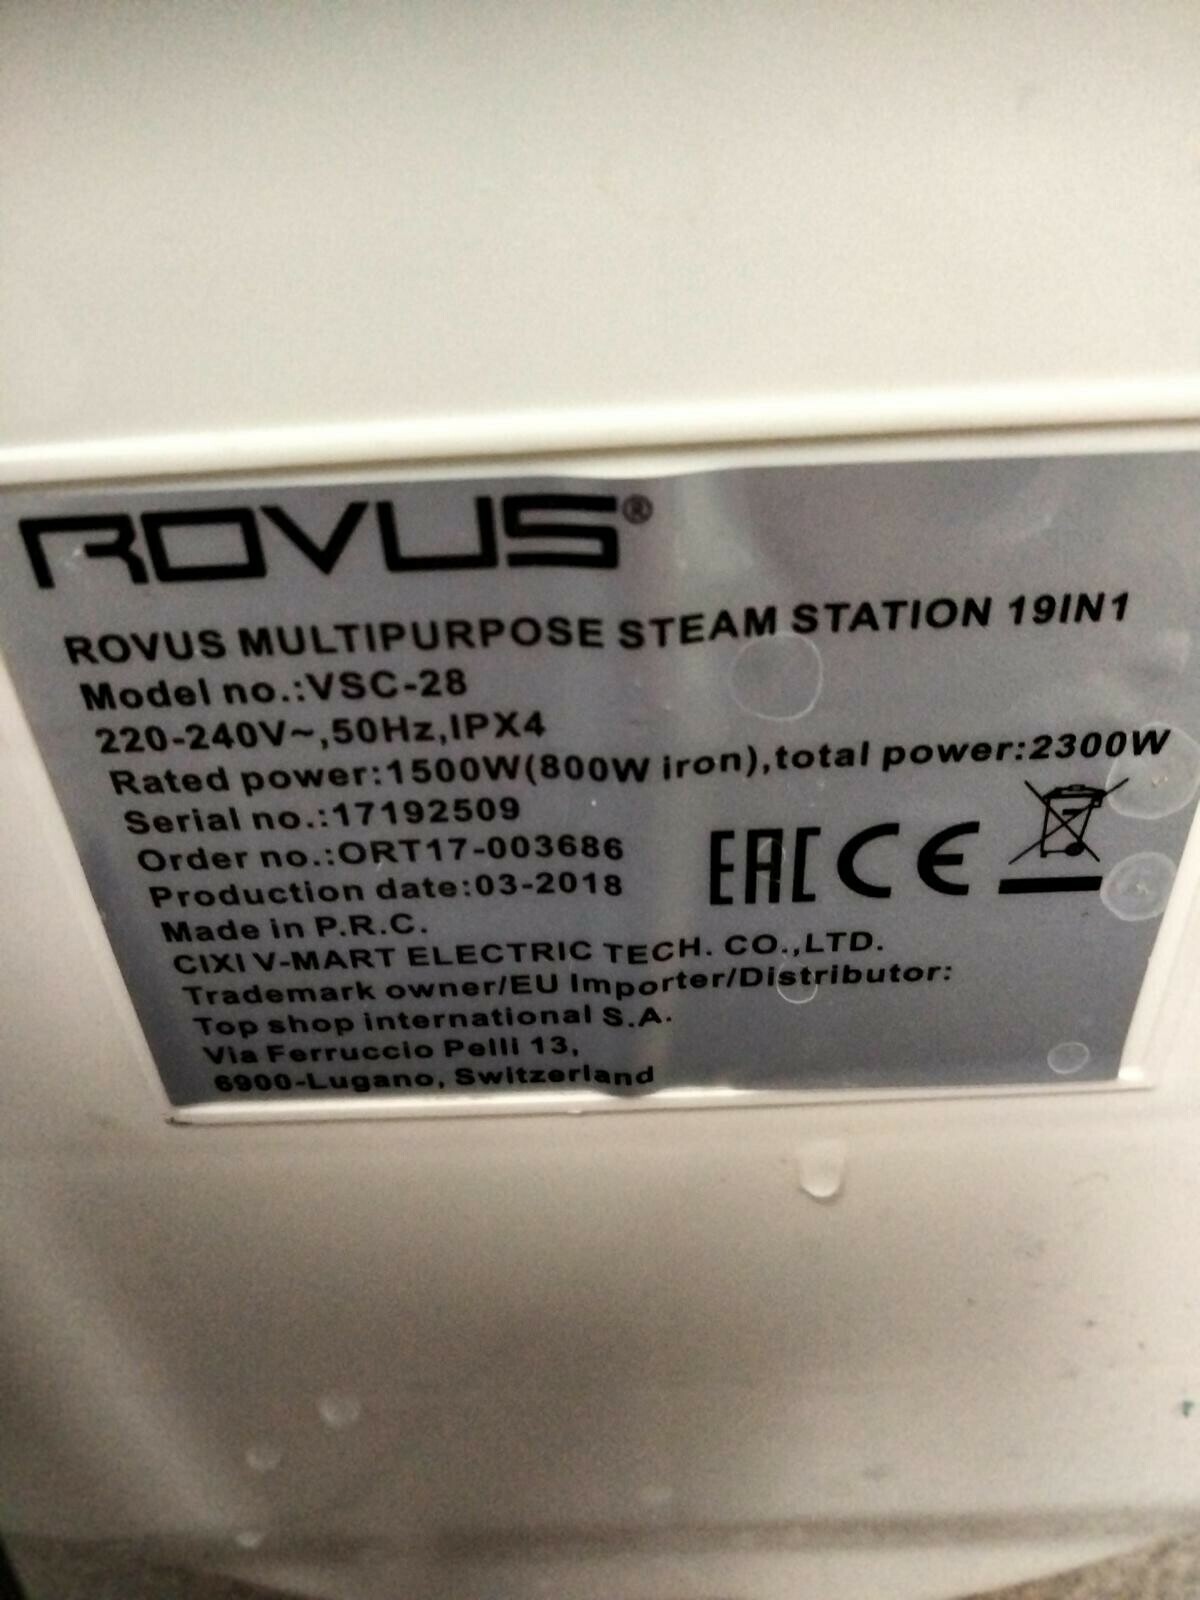 ROVUS®
ROVUS MULTIPURPOSE STEAM STATION 19IN1
Model no.:VSC-28
220-240V~,50Hz,IPX4
Rated power:1500W(800W iron),total power:2300W
Serial no.:17192509
Order no.:ORT17-003686
Production date:03-2018
EAC CE
Made in P.R.C.
CIXI V-MART ELECTRIC TECH. CO.,LTD.
Trademark owner/EU Importer/Distributor:
Top shop international S.A.
Via Ferruccio Pelli 13,
6900-Lugano, Switzerland